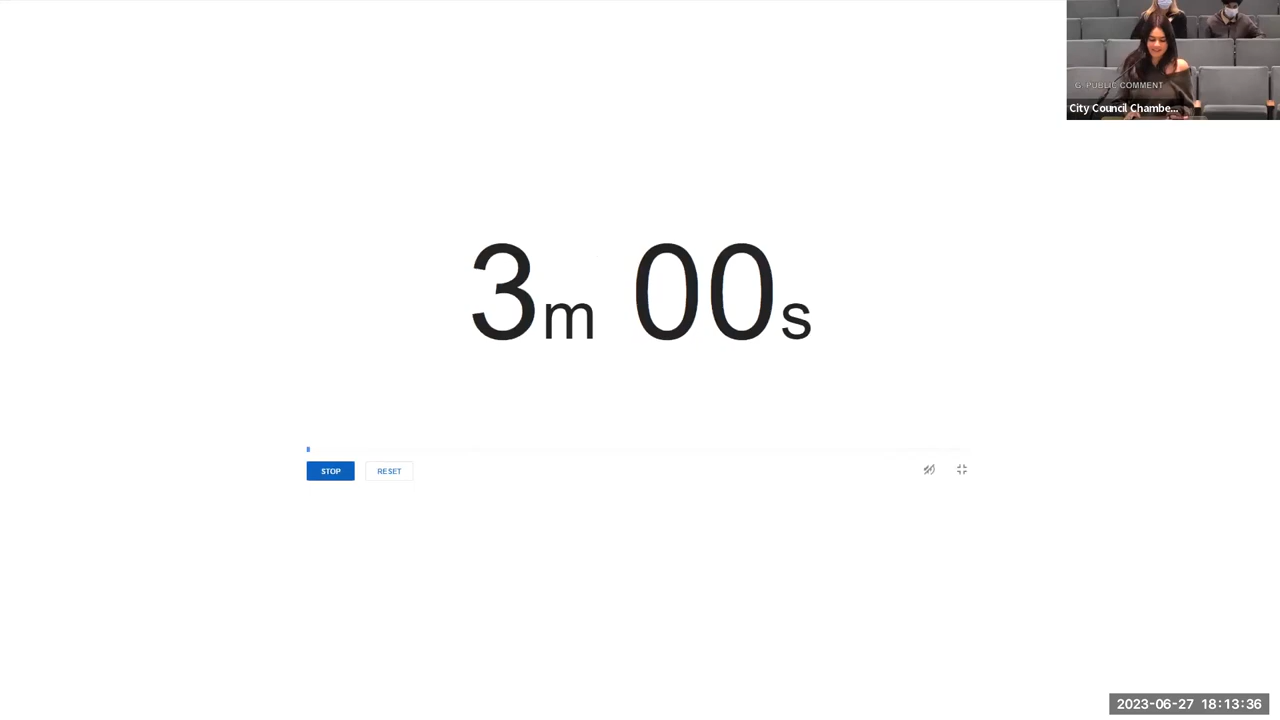 G. PUBLIC COMMENT
City Council Chambe...
3m 00s
STOP
RESET
2023-06-27 18:13:36